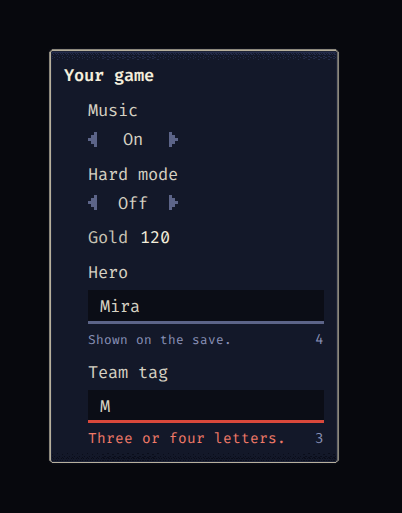 Your game
Music
On
Hard mode
Off
Gold 120
Hero
Mira
Shown on the save. 4
Team tag
M
Three or four letters. 3